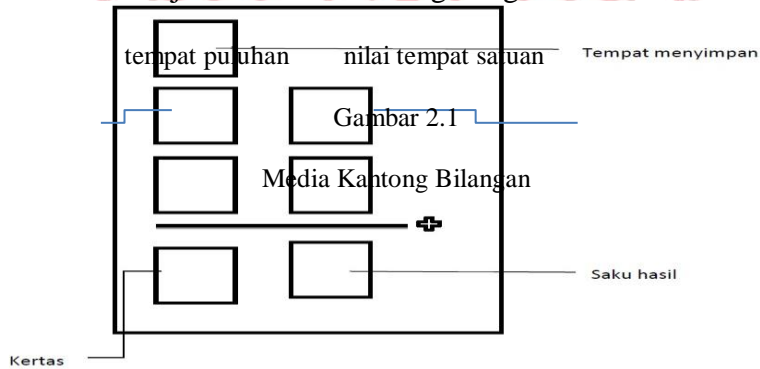 tempat puluhan nilai tempat satuan Tempat menyimpan
Gambar 2.1
Media Kantong Bilangan
Saku hasil
Kertas